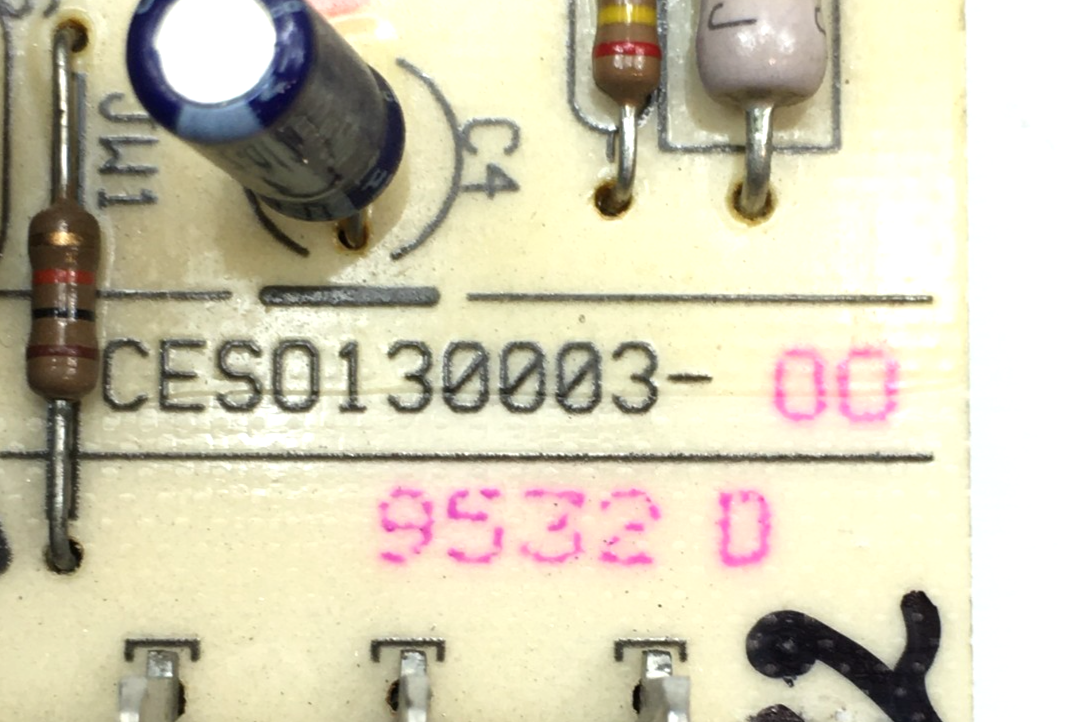 JW1
C4
CES0130003- 00
9532 D